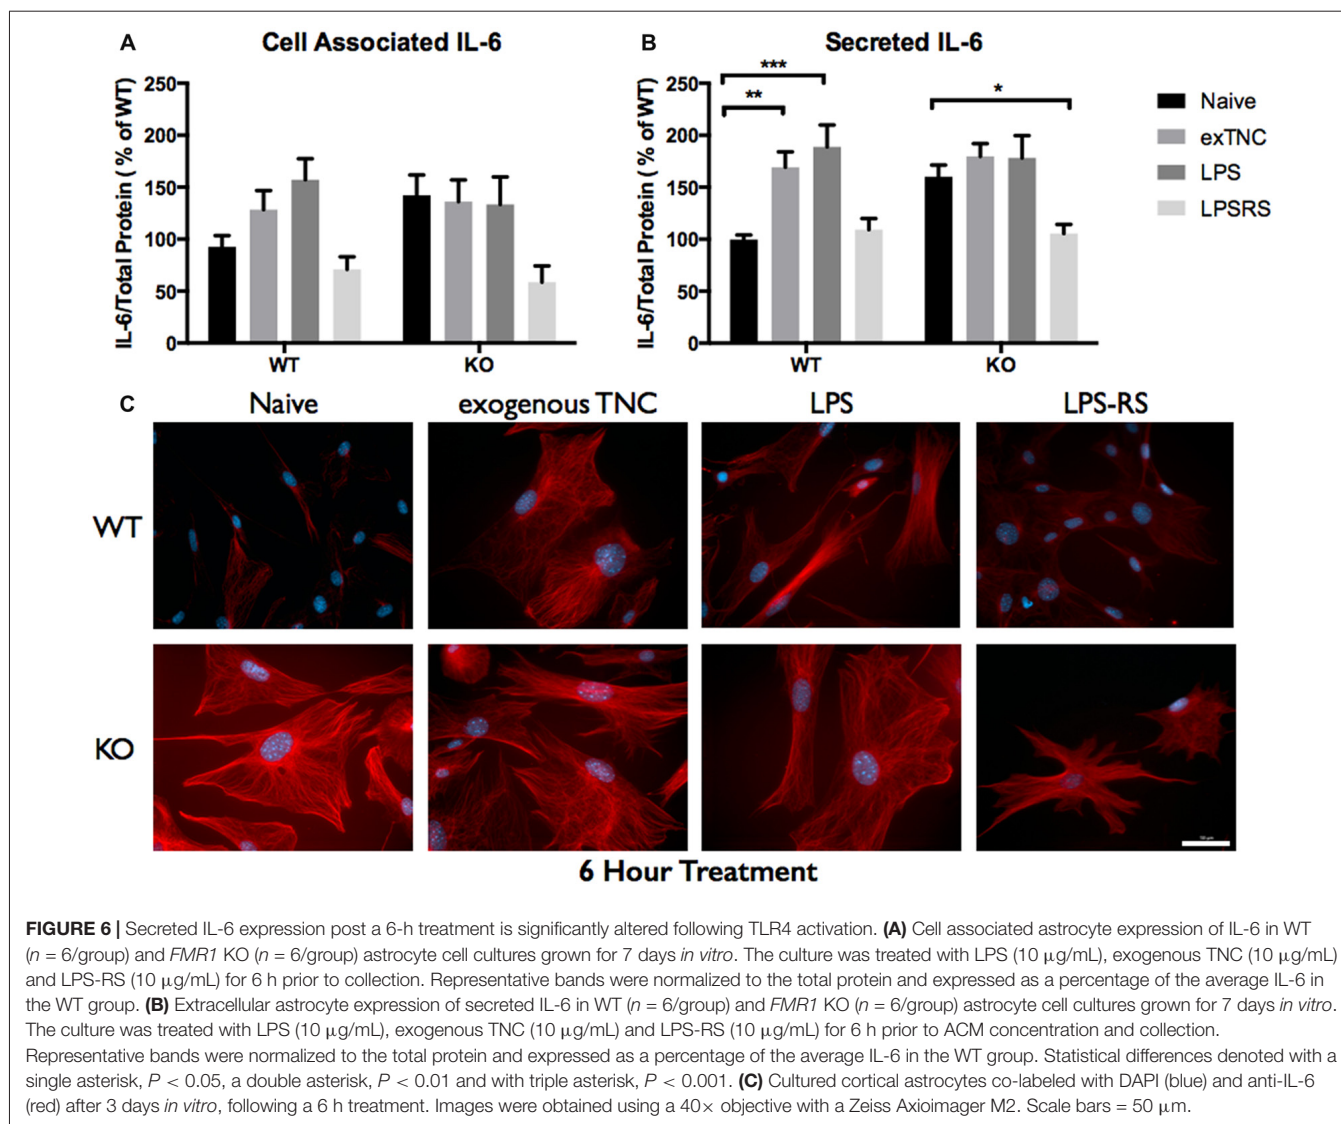 A
Cell Associated IL-6
IL-6/Total Protein ( % of WT)
250
200
150
100
50
0
WT
KO
B
Secreted IL-6
IL-6/Total Protein ( % of WT)
250
200
150
100
50
0
***
**
*
WT
KO
Naive
exTNC
LPS
LPSRS
C
Naive
exogenous TNC
LPS
LPS-RS
WT
KO
6 Hour Treatment
FIGURE 6 | Secreted IL-6 expression post a 6-h treatment is significantly altered following TLR4 activation. (A) Cell associated astrocyte expression of IL-6 in WT
(n = 6/group) and FMR1 KO (n = 6/group) astrocyte cell cultures grown for 7 days in vitro. The culture was treated with LPS (10 μg/mL), exogenous TNC (10 μg/mL)
and LPS-RS (10 μg/mL) for 6 h prior to collection. Representative bands were normalized to the total protein and expressed as a percentage of the average IL-6 in
the WT group. (B) Extracellular astrocyte expression of secreted IL-6 in WT (n = 6/group) and FMR1 KO (n = 6/group) astrocyte cell cultures grown for 7 days in vitro.
The culture was treated with LPS (10 μg/mL), exogenous TNC (10 μg/mL) and LPS-RS (10 μg/mL) for 6 h prior to ACM concentration and collection.
Representative bands were normalized to the total protein and expressed as a percentage of the average IL-6 in the WT group. Statistical differences denoted with a
single asterisk, P < 0.05, a double asterisk, P < 0.01 and with triple asterisk, P < 0.001. (C) Cultured cortical astrocytes co-labeled with DAPI (blue) and anti-IL-6
(red) after 3 days in vitro, following a 6 h treatment. Images were obtained using a 40× objective with a Zeiss Axioimager M2. Scale bars = 50 μm.